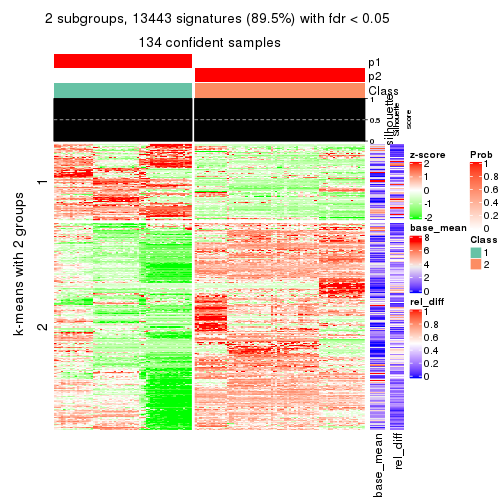 2 subgroups, 13443 signatures (89.5%) with fdr < 0.05
134 confident samples
p1
p2
Class
1
0.5
0
silhouette
Silhouette
score
k-means with 2 groups
1
2
base_mean
rel_diff
z-score
2
1
0
-1
-2
base_mean
8
6
4
2
0
rel_diff
1
0.8
0.6
0.4
0.2
0
Prob
1
0.8
0.6
0.4
0.2
0
Class
1
2